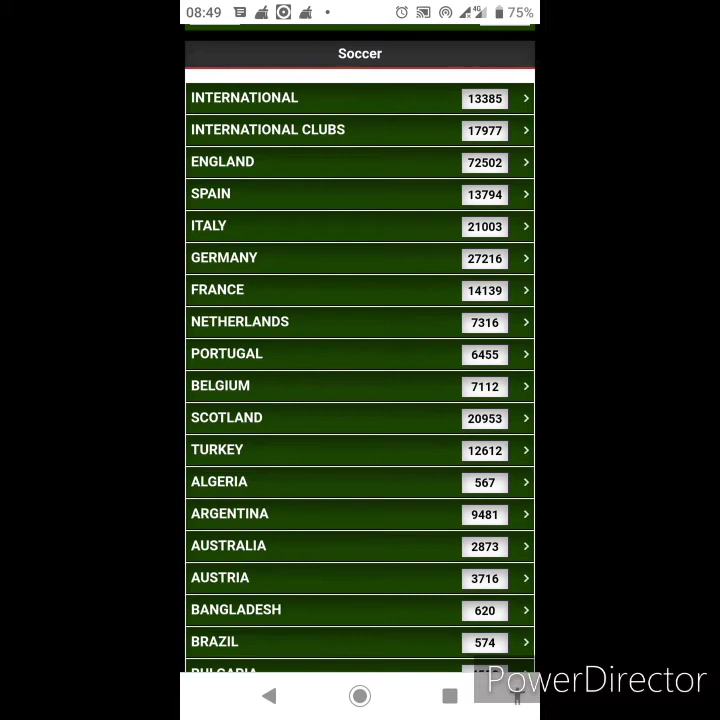 08:49 4G 75%
Soccer
INTERNATIONAL 13385
INTERNATIONAL CLUBS 17977
ENGLAND 72502
SPAIN 13794
ITALY 21003
GERMANY 27216
FRANCE 14139
NETHERLANDS 7316
PORTUGAL 6455
BELGIUM 7112
SCOTLAND 20953
TURKEY 12612
ALGERIA 567
ARGENTINA 9481
AUSTRALIA 2873
AUSTRIA 3716
BANGLADESH 620
BRAZIL 574
BULGARIA
PowerDirector